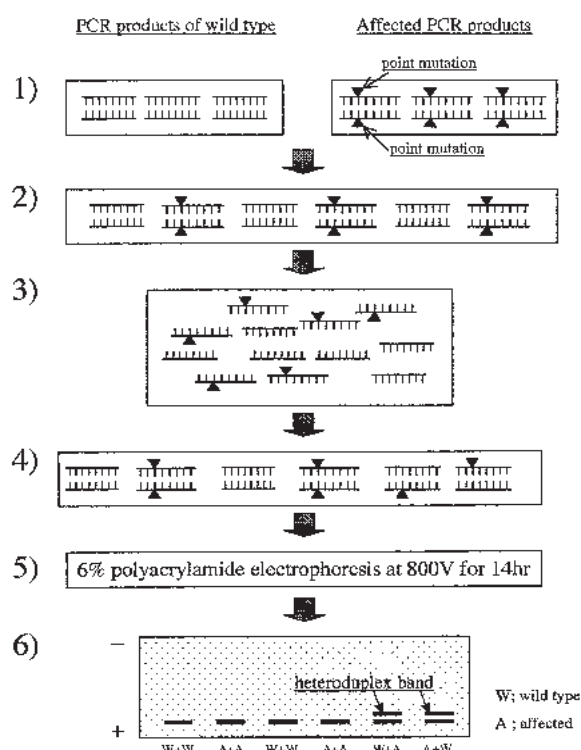 PCR products of wild type
Affected PCR products
point mutation
1)
point mutation
2)
3)
4)
5) 6% polyacrylamide electrophoresis at 800V for 14hr
6)
−
heteroduplex band
+
W; wild type
A ; affected
W+W A+A W+W A+A W+A A+W